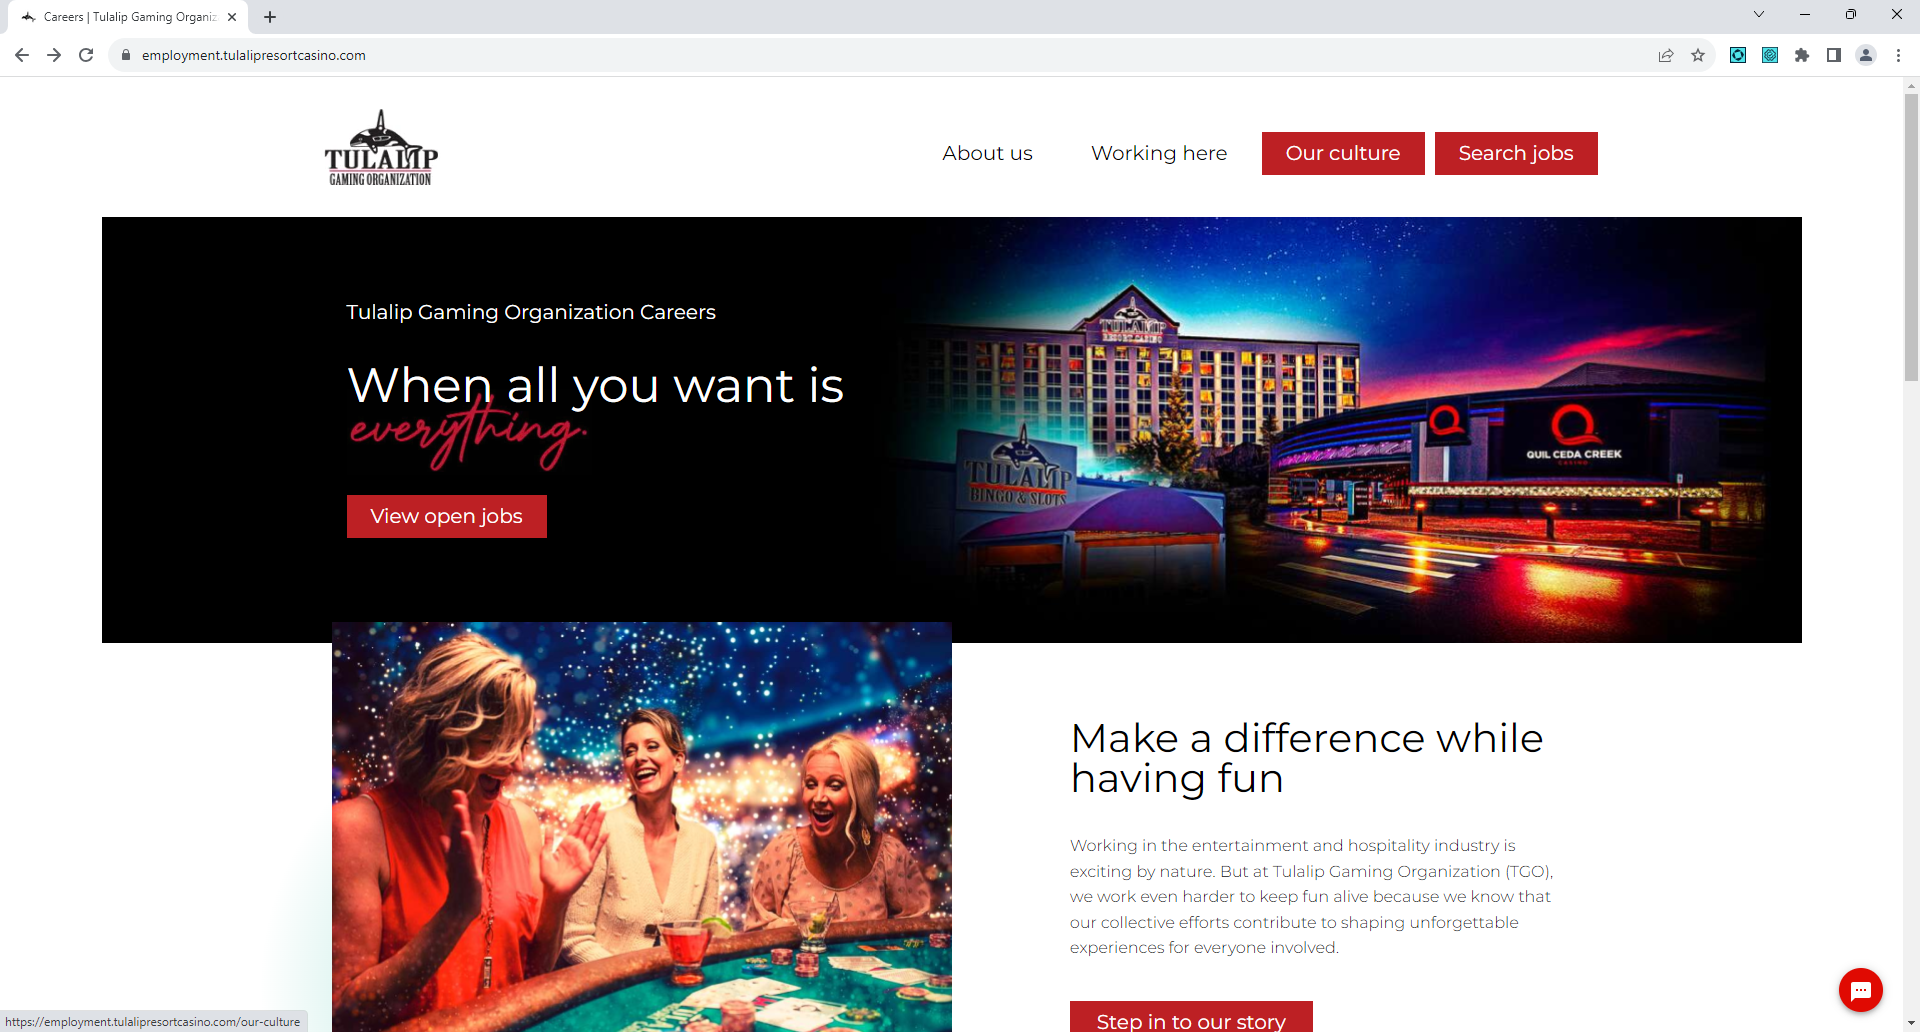 Careers | Tulalip Gaming Organiz
employment.tulalipresortcasino.com
TULALIP
GAMING ORGANIZATION
About us
Working here
Our culture
Search jobs
Tulalip Gaming Organization Careers
When all you want is
everything.
View open jobs
TULALIP
RESORT CASINO
TULALIP
BINGO & SLOTS
QUIL CEDA CREEK
CASINO
Make a difference while
having fun
Working in the entertainment and hospitality industry is
exciting by nature. But at Tulalip Gaming Organization (TGO),
we work even harder to keep fun alive because we know that
our collective efforts contribute to shaping unforgettable
experiences for everyone involved.
Step in to our story
https://employment.tulalipresortcasino.com/our-culture